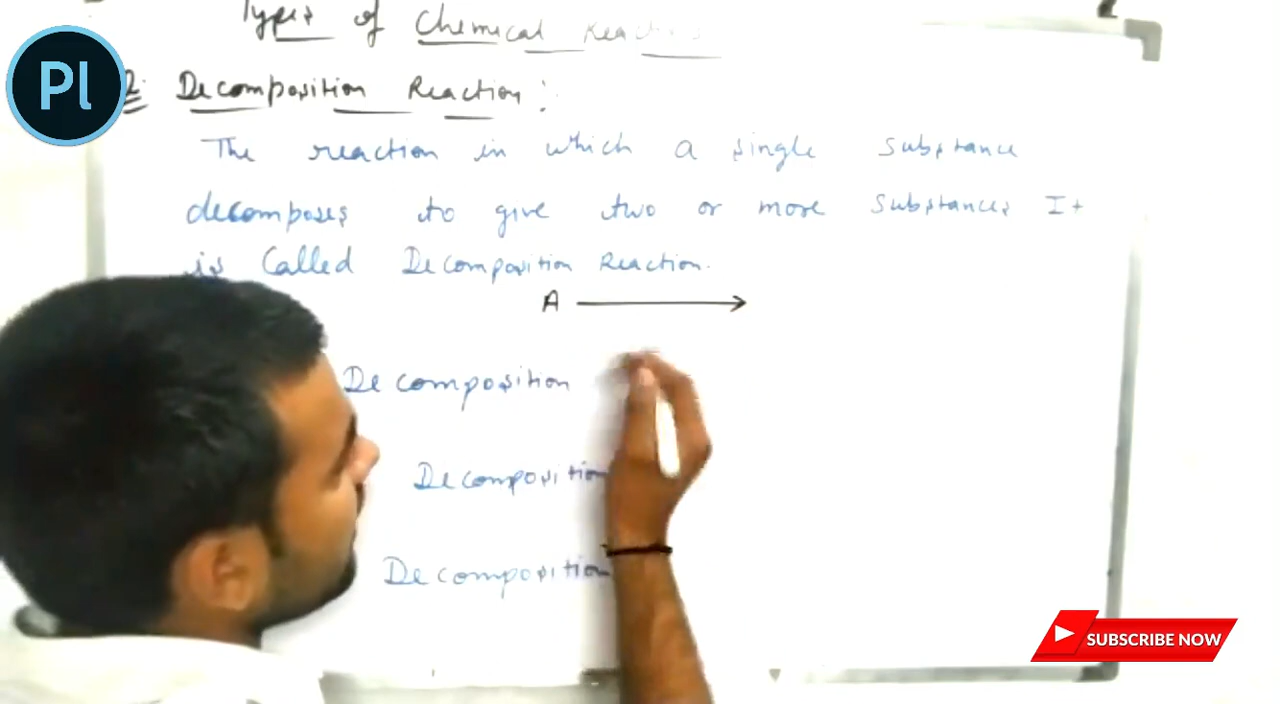 Types of Chemical Reac
Pl
2. Decomposition Reaction :
The reaction in which a single substance
decomposes to give two or more substances It
is Called Decomposition Reaction.
A →
Decomposition
Decomposition
Decomposition
SUBSCRIBE NOW